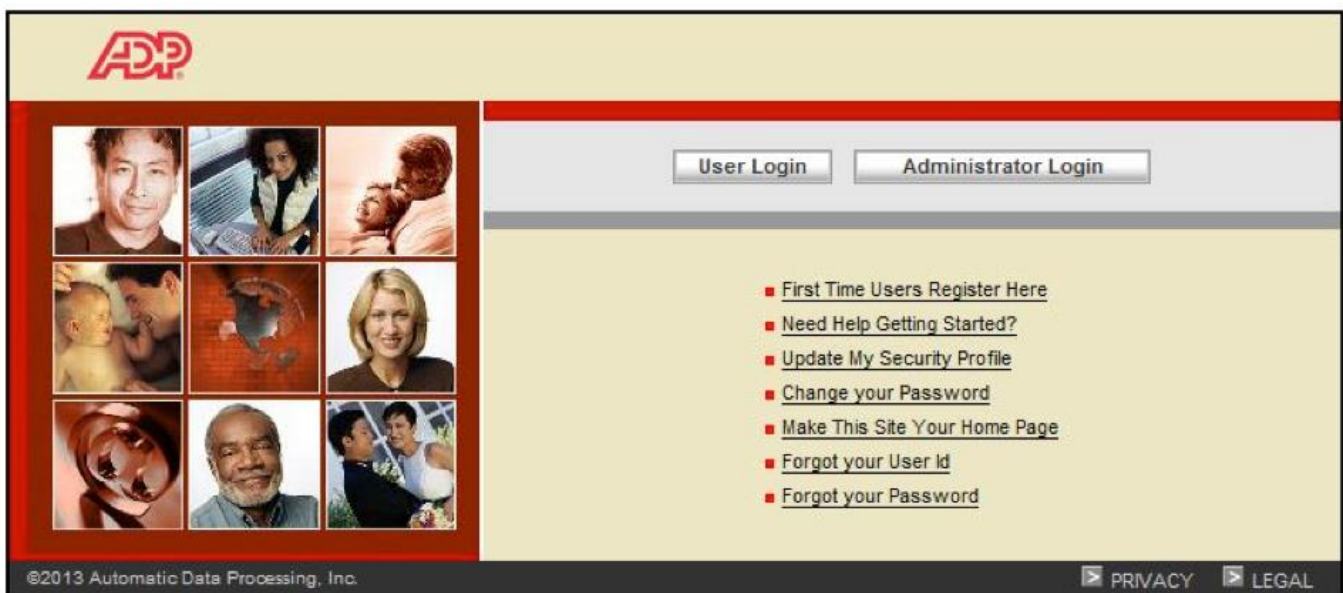 ADP
User Login
Administrator Login
First Time Users Register Here
Need Help Getting Started?
Update My Security Profile
Change your Password
Make This Site Your Home Page
Forgot your User Id
Forgot your Password
©2013 Automatic Data Processing, Inc.
PRIVACY
LEGAL